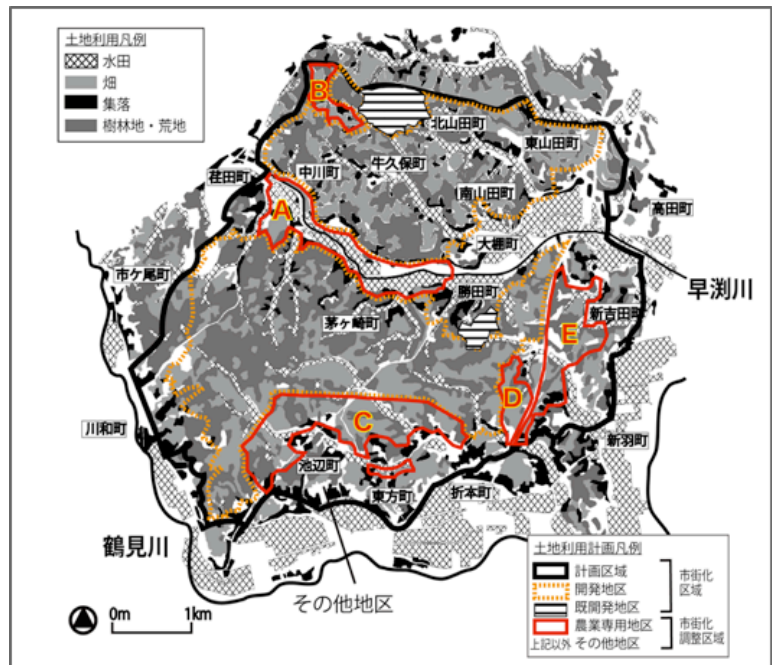 土地利用凡例
水田
畑
集落
樹林地・荒地
B
北山田町
東山田町
牛久保町
中川町
荏田町
南山田町
高田町
A
大棚町
市ケ尾町
早渕川
勝田町
茅ヶ崎町
新吉田町
E
D
C
川和町
新羽町
池辺町
折本町
東方町
鶴見川
その他地区
0m 1km
土地利用計画凡例
計画区域
開発地区
既開発地区
市街化
区域
農業専用地区
上記以外 その他地区
市街化
調整区域